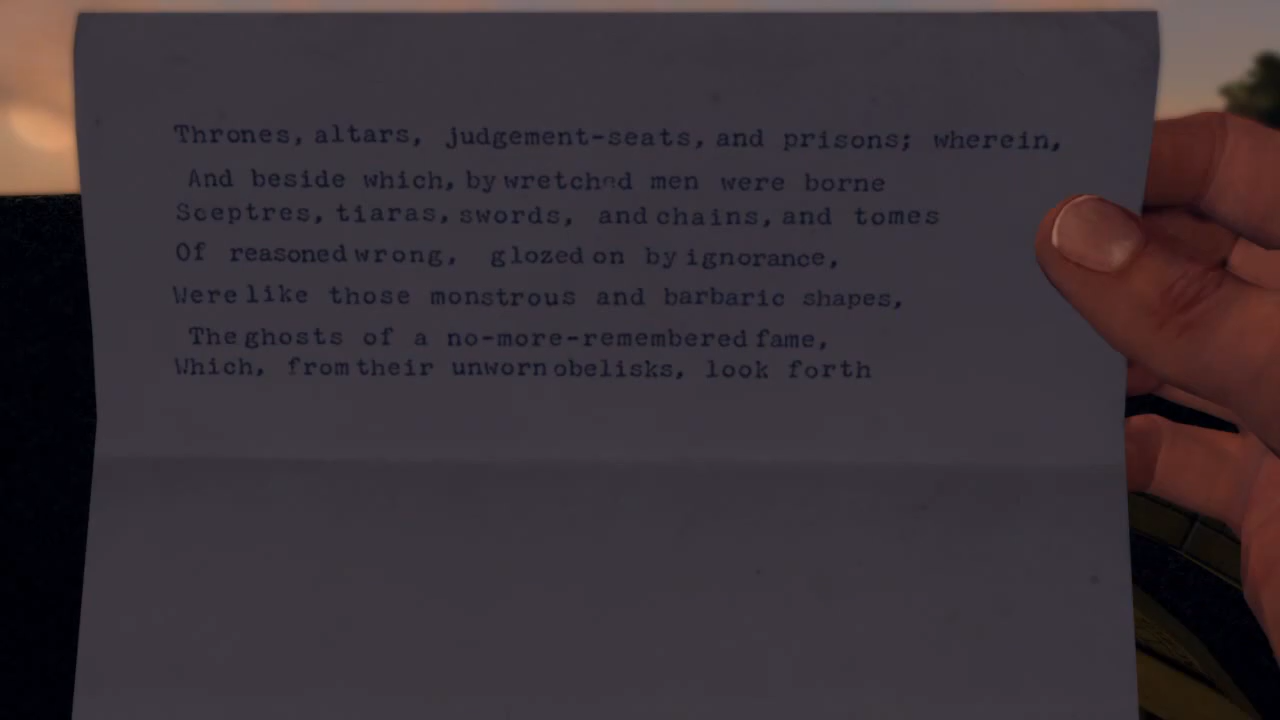 Thrones, altars, judgement-seats, and prisons; wherein,
And beside which, by wretched men were borne
Sceptres, tiaras, swords, and chains, and tomes
Of reasoned wrong, glozed on by ignorance,
Were like those monstrous and barbaric shapes,
The ghosts of a no-more-remembered fame,
Which, from their unworn obelisks, look forth